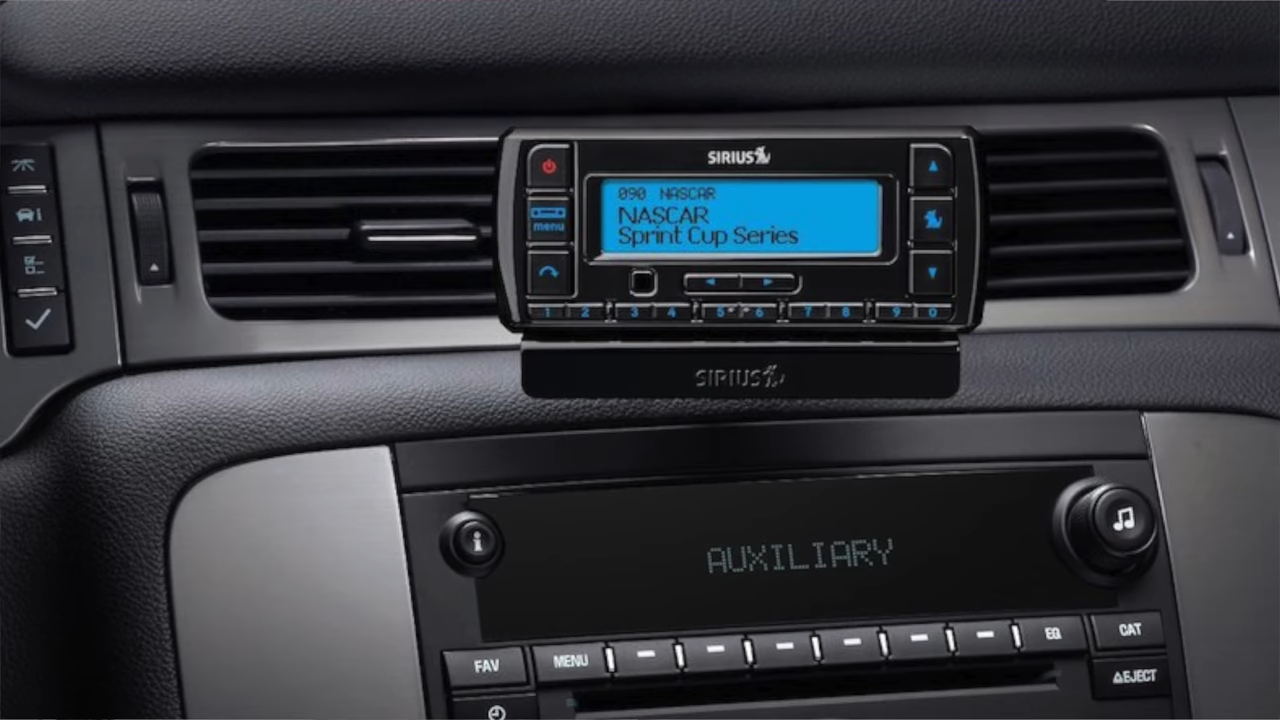 SIRIUS
090 NASCAR
NASCAR
Sprint Cup Series
menu
1 2 3 4 5 6 7 8 9 0
SIRIUS
i
AUXILIARY
FAV MENU EQ CAT
EJECT